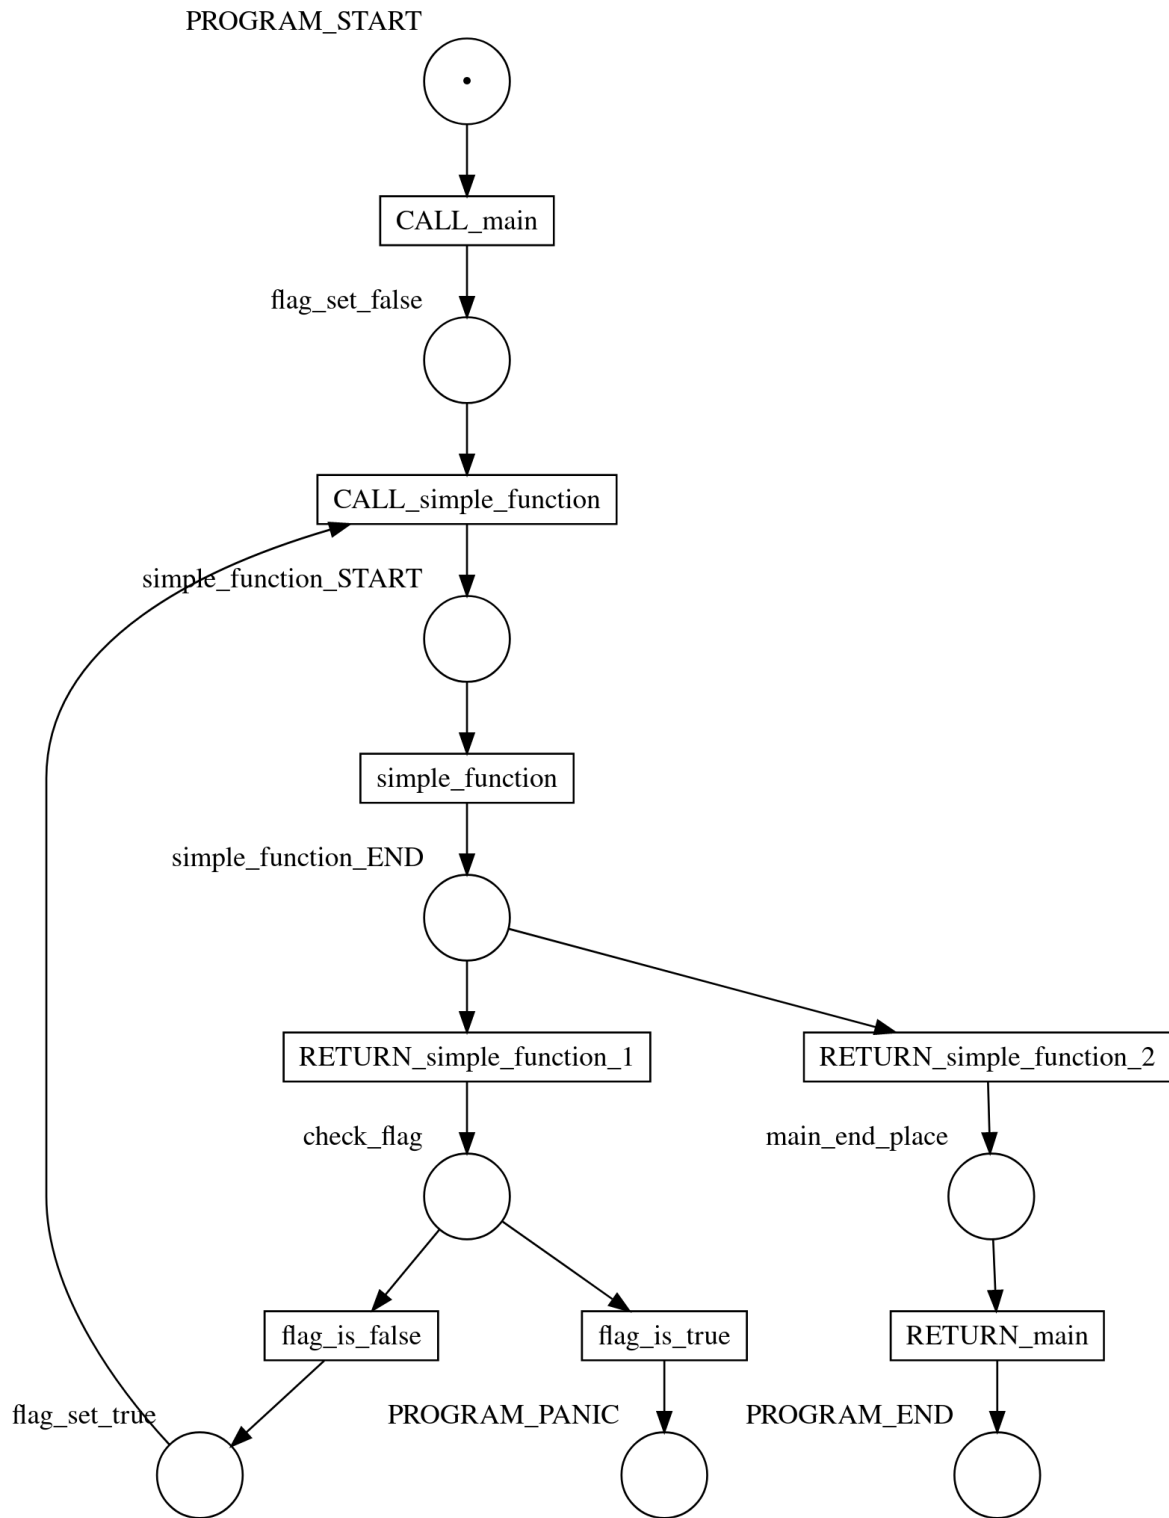 PROGRAM_START
CALL_main
flag_set_false
CALL_simple_function
simple_function_START
simple_function
simple_function_END
RETURN_simple_function_1
RETURN_simple_function_2
check_flag
main_end_place
flag_is_false
flag_is_true
RETURN_main
flag_set_true
PROGRAM_PANIC
PROGRAM_END